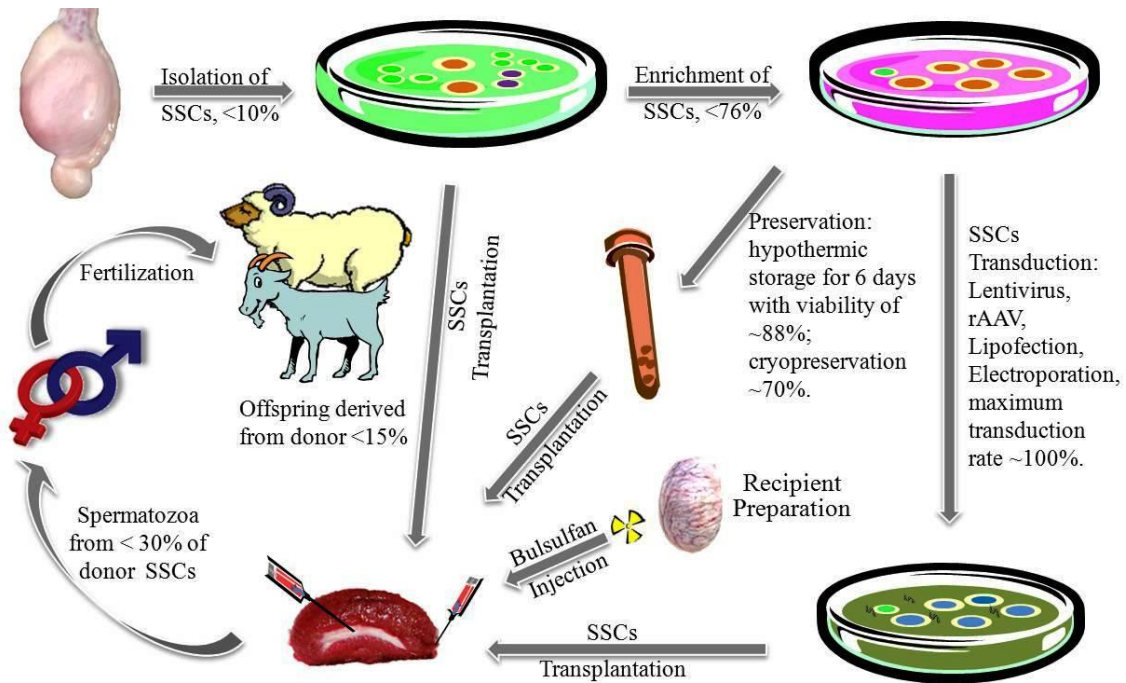 Isolation of
SSCs, <10%
Enrichment of
SSCs, <76%
Fertilization
SSCs
Transplantation
Preservation:
hypothermic
storage for 6 days
with viability of
~88%;
cryopreservation
~70%.
SSCs
Transduction:
Lentivirus,
rAAV,
Lipofection,
Electroporation,
maximum
transduction
rate ~100%.
Offspring derived
from donor <15%
SSCs
Transplantation
Recipient
Preparation
Bulsulfan
Injection
Spermatozoa
from < 30% of
donor SSCs
SSCs
Transplantation